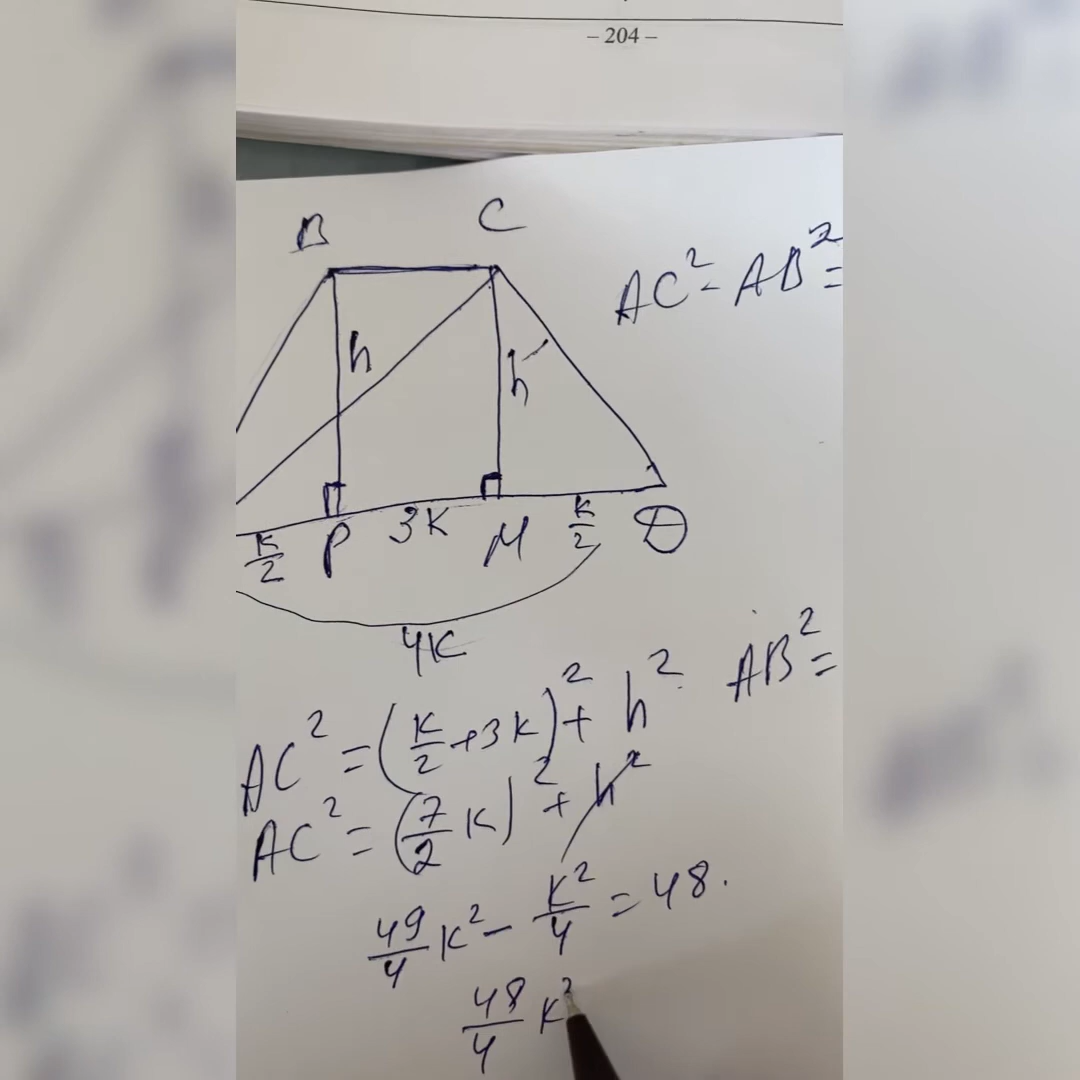 – 204 –
B
C
AC² - AB² =
h
h
K/2
P
3K
M
K/2
D
4K
AC² = (K/2 + 3K)² + h²
AB² =
AC² = (7/2 K)² + h²
49/4 K² - K²/4 = 48.
48/4 K²